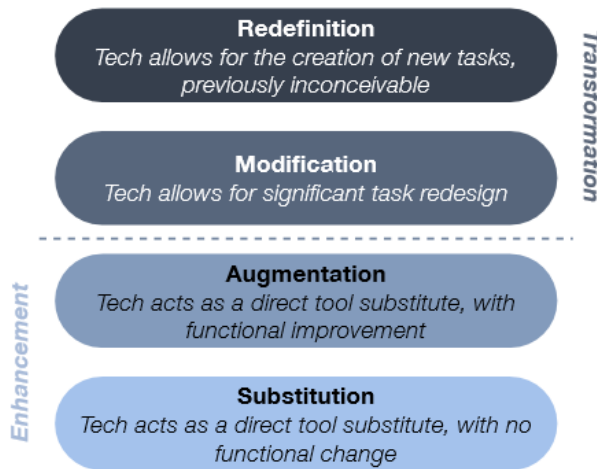 Redefinition
Tech allows for the creation of new tasks,
previously inconceivable
Transformation
Modification
Tech allows for significant task redesign
Enhancement
Augmentation
Tech acts as a direct tool substitute, with
functional improvement
Substitution
Tech acts as a direct tool substitute, with no
functional change